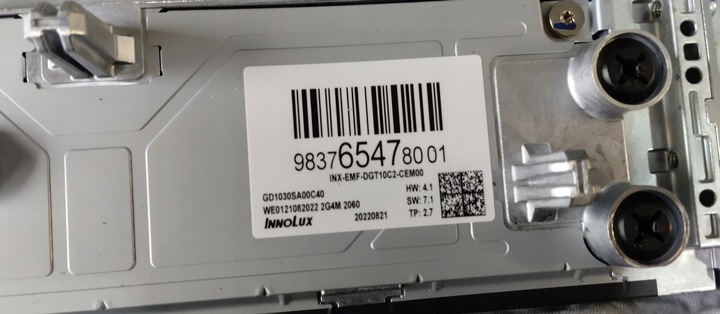 9837654780 01
INX-EMF-DGT10C2-CEM00
GD1030SA00C40
HW: 4.1
WE0121082022 2G4M 2060
SW: 7.1
INNOLUX
20220821
TP: 2.7